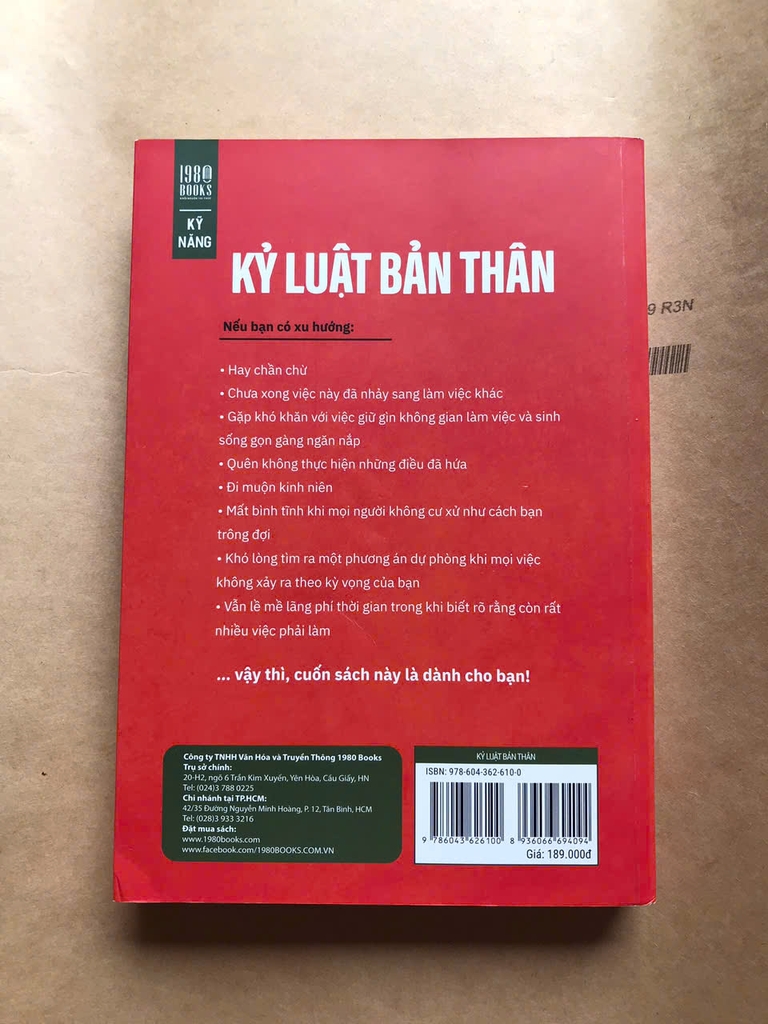 1980
BOOKS
KỸ
NĂNG
KỶ LUẬT BẢN THÂN
Nếu bạn có xu hướng:
• Hay chần chừ
• Chưa xong việc này đã nhảy sang làm việc khác
• Gặp khó khăn với việc giữ gìn không gian làm việc và sinh
sống gọn gàng ngăn nắp
• Quên không thực hiện những điều đã hứa
• Đi muộn kinh niên
• Mất bình tĩnh khi mọi người không cư xử như cách bạn
trông đợi
• Khó lòng tìm ra một phương án dự phòng khi mọi việc
không xảy ra theo kỳ vọng của bạn
• Vẫn lề mề lãng phí thời gian trong khi biết rõ rằng còn rất
nhiều việc phải làm
... vậy thì, cuốn sách này là dành cho bạn!
Công ty TNHH Văn Hóa và Truyền Thông 1980 Books
Trụ sở chính:
20-H2, ngõ 6 Trần Kim Xuyến, Yên Hòa, Cầu Giấy, HN
Tel: (024)3 788 0225
Chi nhánh tại TP.HCM:
42/35 Đường Nguyễn Minh Hoàng, P. 12, Tân Bình, HCM
Tel: (028)3 933 3216
Đặt mua sách:
www.1980books.com
www.facebook.com/1980BOOKS.COM.VN
KỶ LUẬT BẢN THÂN
ISBN: 978-604-362-610-0
9 786043 626100 8 936066 694094
Giá: 189.000đ
9 R3N